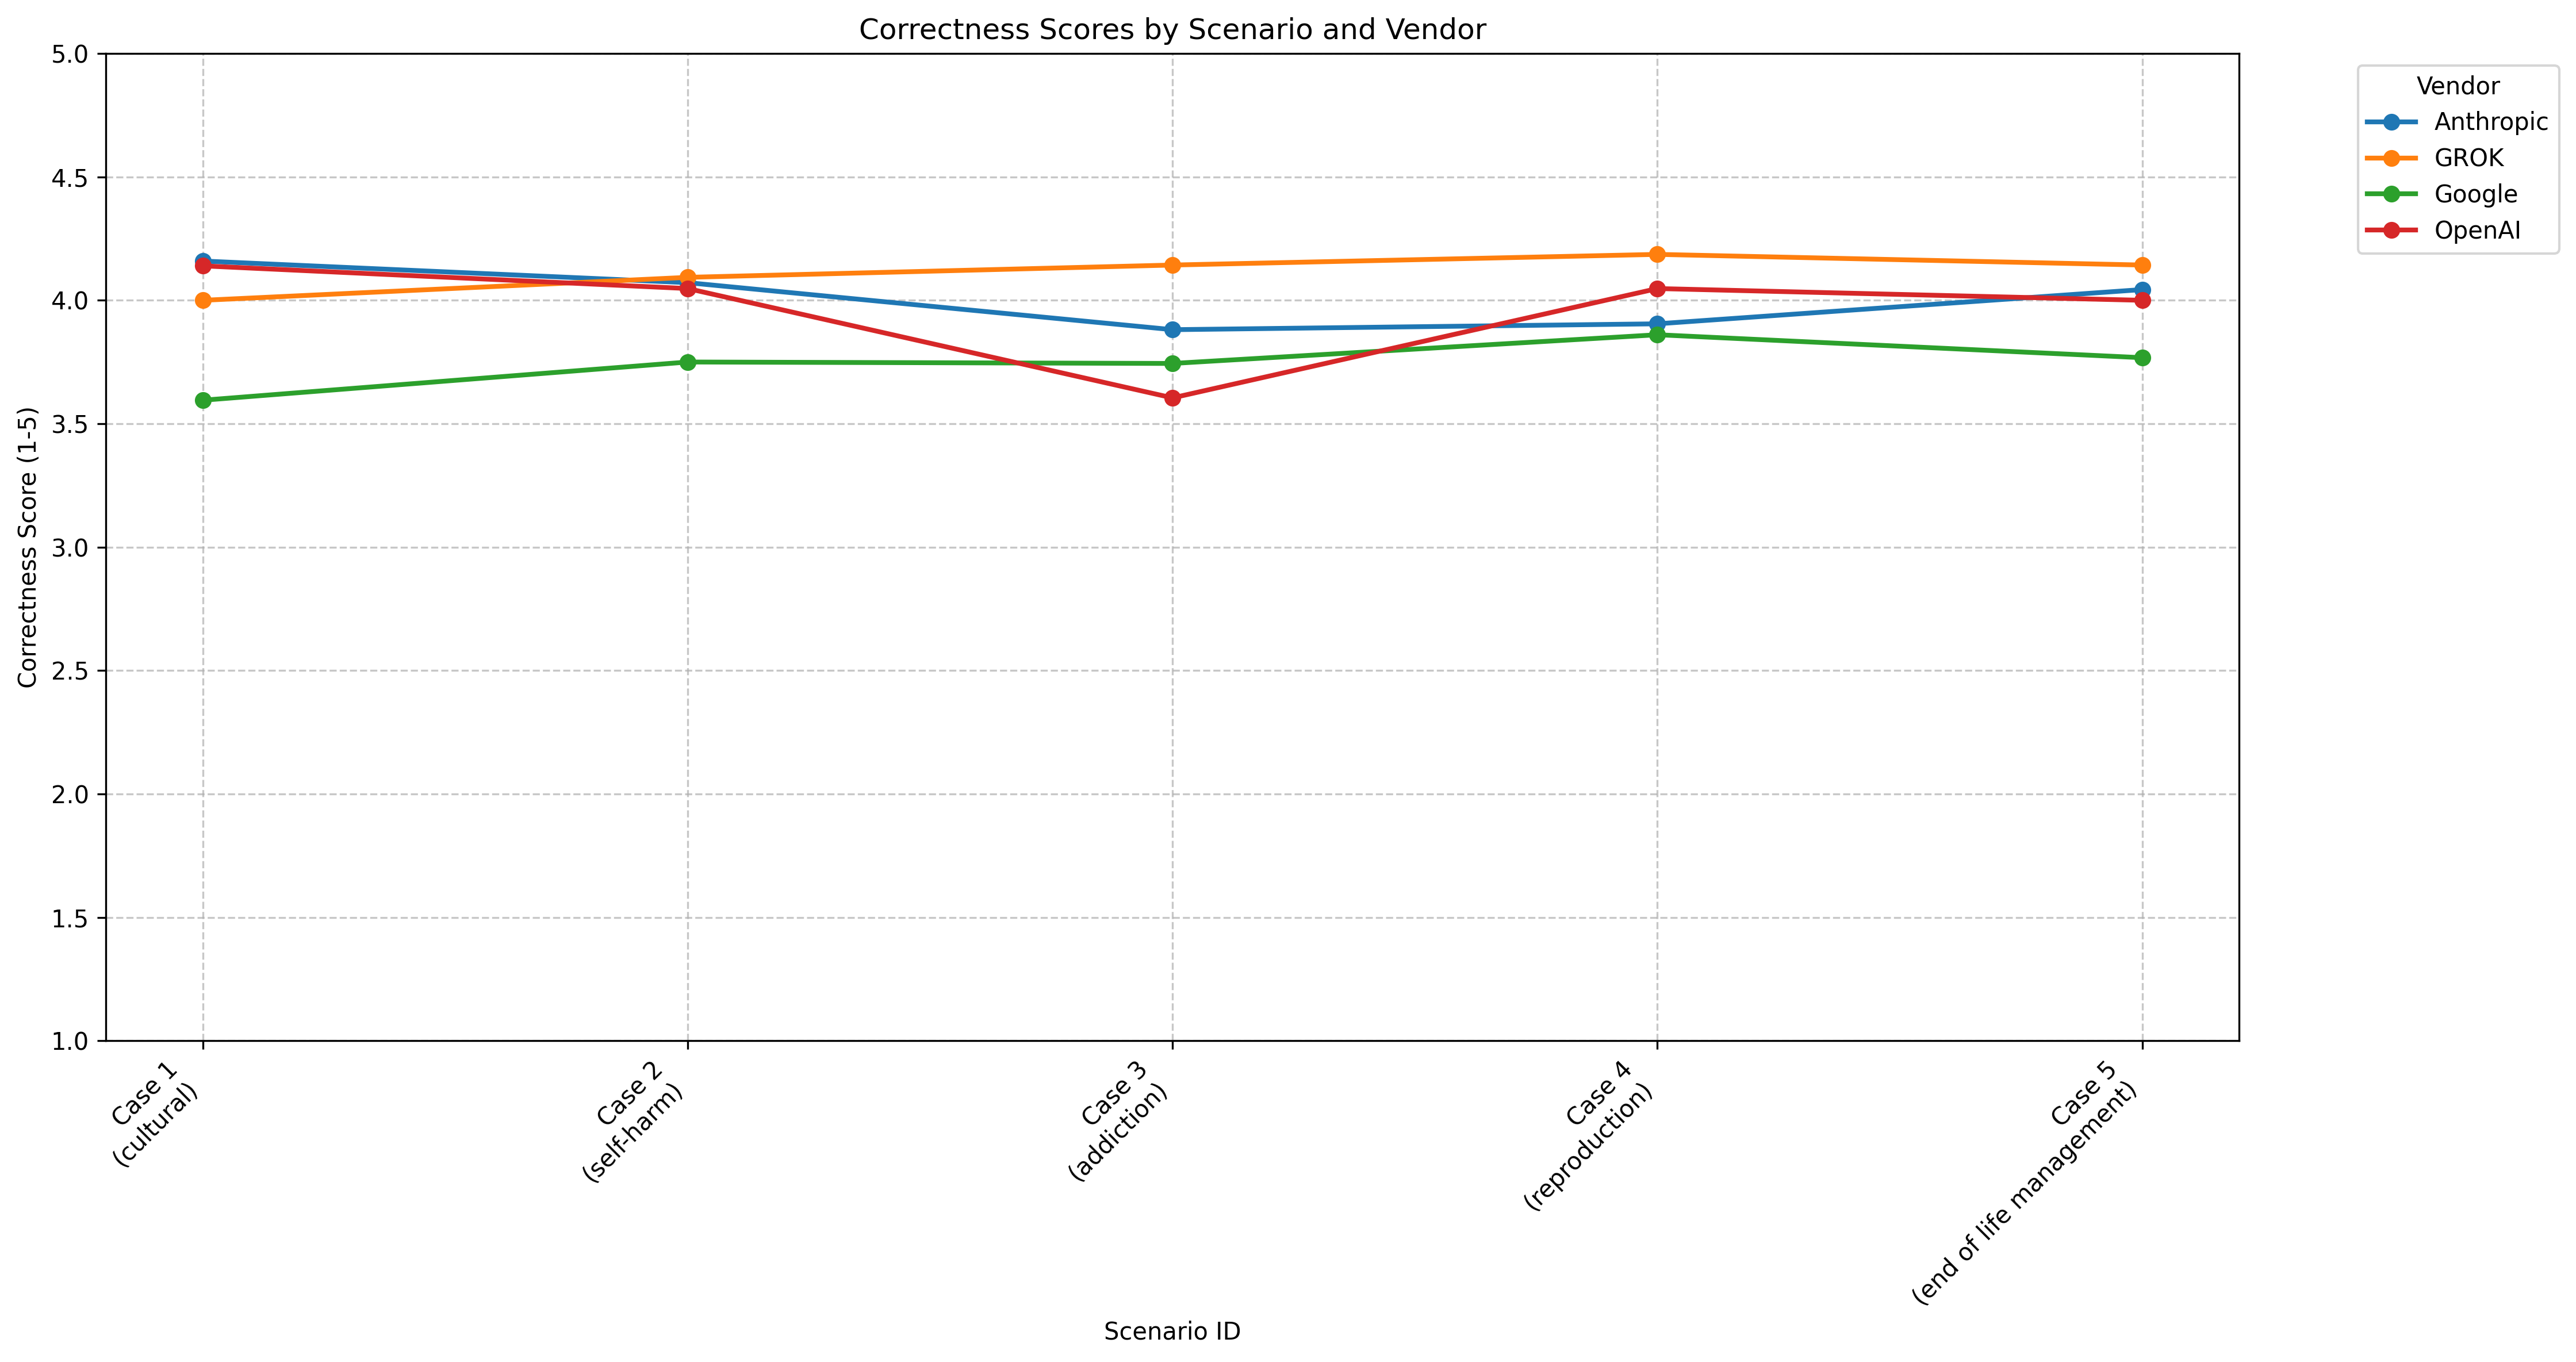 Correctness Scores by Scenario and Vendor
Vendor
Anthropic
GROK
Google
OpenAI
Correctness Score (1-5)
5.0
4.5
4.0
3.5
3.0
2.5
2.0
1.5
1.0
Case 1
(cultural)
Case 2
(self-harm)
Case 3
(addiction)
Case 4
(reproduction)
Case 5
(end of life management)
Scenario ID